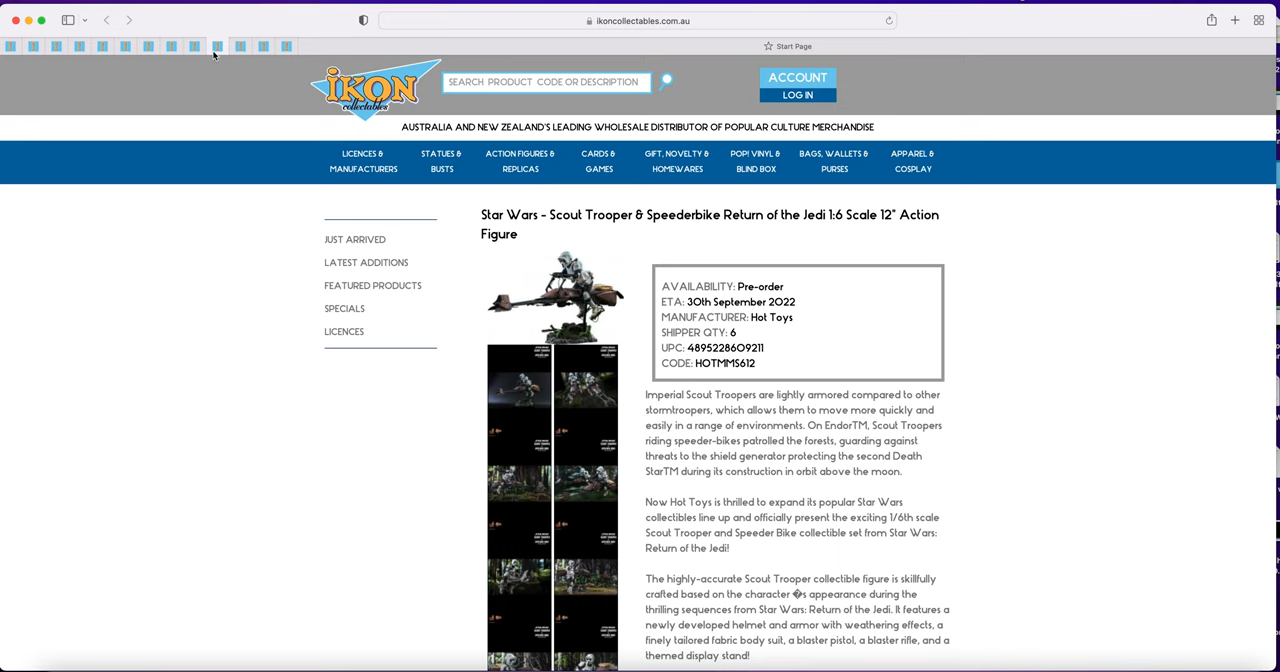 ikoncollectables.com.au
Start Page
iKON
collectables
SEARCH PRODUCT CODE OR DESCRIPTION
ACCOUNT
LOG IN
AUSTRALIA AND NEW ZEALAND'S LEADING WHOLESALE DISTRIBUTOR OF POPULAR CULTURE MERCHANDISE
LICENCES &
MANUFACTURERS
STATUES &
BUSTS
ACTION FIGURES &
REPLICAS
CARDS &
GAMES
GIFT, NOVELTY &
HOMEWARES
POP! VINYL &
BLIND BOX
BAGS, WALLETS &
PURSES
APPAREL &
COSPLAY
JUST ARRIVED
LATEST ADDITIONS
FEATURED PRODUCTS
SPECIALS
LICENCES
Star Wars - Scout Trooper & Speederbike Return of the Jedi 1:6 Scale 12" Action
Figure
AVAILABILITY: Pre-order
ETA: 30th September 2022
MANUFACTURER: Hot Toys
SHIPPER QTY: 6
UPC: 4895228609211
CODE: HOTMMS612
Imperial Scout Troopers are lightly armored compared to other
stormtroopers, which allows them to move more quickly and
easily in a range of environments. On EndorTM, Scout Troopers
riding speeder-bikes patrolled the forests, guarding against
threats to the shield generator protecting the second Death
StarTM during its construction in orbit above the moon.
Now Hot Toys is thrilled to expand its popular Star Wars
collectibles line up and officially present the exciting 1/6th scale
Scout Trooper and Speeder Bike collectible set from Star Wars:
Return of the Jedi!
The highly-accurate Scout Trooper collectible figure is skillfully
crafted based on the character �s appearance during the
thrilling sequences from Star Wars: Return of the Jedi. It features a
newly developed helmet and armor with weathering effects, a
finely tailored fabric body suit, a blaster pistol, a blaster rifle, and a
themed display stand!